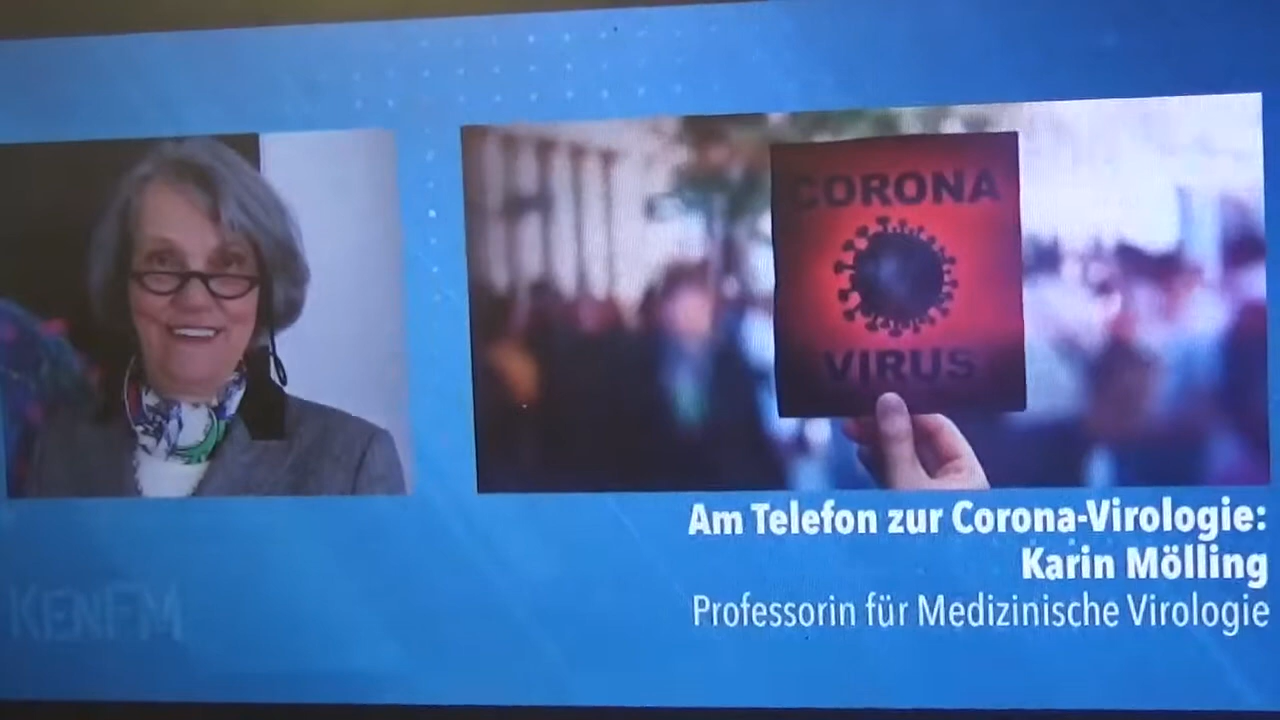 CORONA
VIRUS
Am Telefon zur Corona-Virologie:
Karin Mölling
Professorin für Medizinische Virologie
KENFM